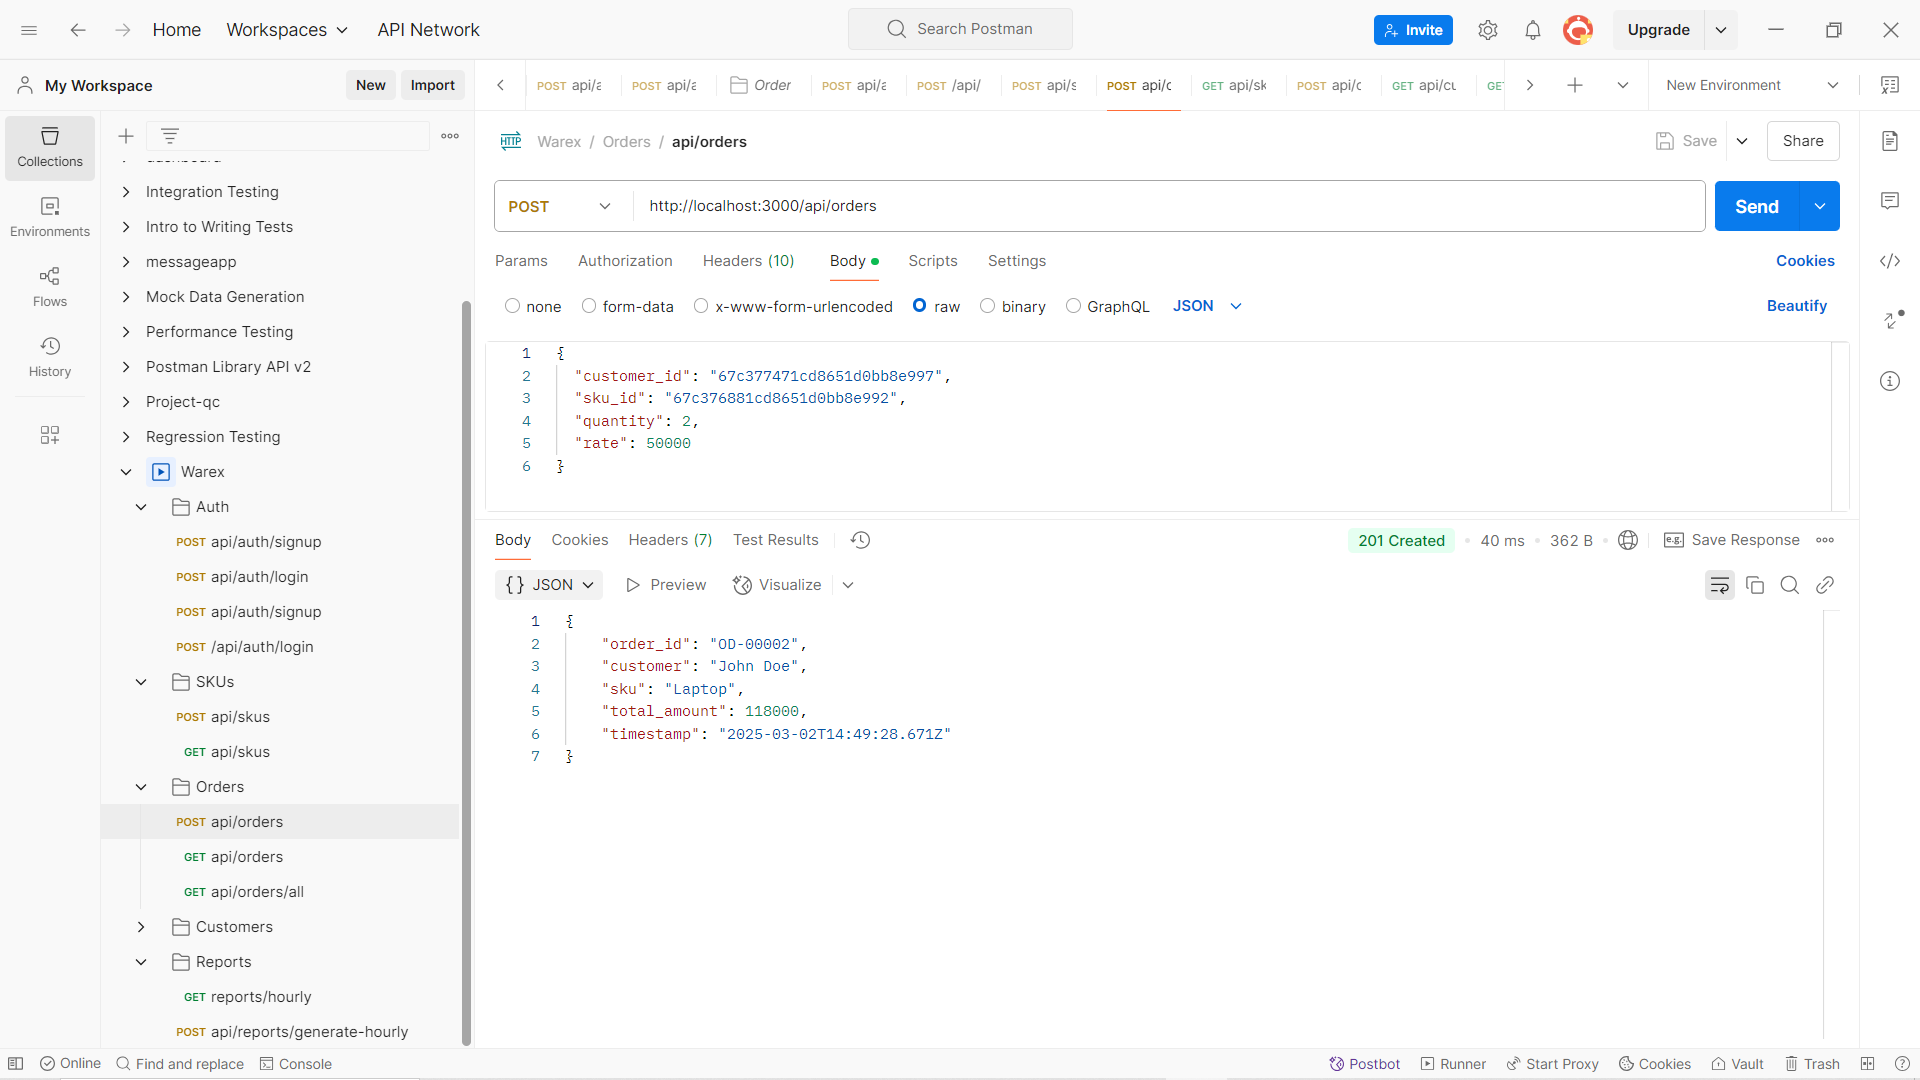 Home Workspaces API Network Search Postman Invite Upgrade
My Workspace New Import
POST api/a POST api/a Order POST api/a POST /api/ POST api/s POST api/c GET api/sk POST api/c GET api/cu GET New Environment
Collections
Environments
Flows
History
Integration Testing
Intro to Writing Tests
messageapp
Mock Data Generation
Performance Testing
Postman Library API v2
Project-qc
Regression Testing
Warex
Auth
POST api/auth/signup
POST api/auth/login
POST api/auth/signup
POST /api/auth/login
SKUs
POST api/skus
GET api/skus
Orders
POST api/orders
GET api/orders
GET api/orders/all
Customers
Reports
GET reports/hourly
POST api/reports/generate-hourly
HTTP Warex / Orders / api/orders Save Share
POST http://localhost:3000/api/orders Send
Params Authorization Headers (10) Body Scripts Settings Cookies
none form-data x-www-form-urlencoded raw binary GraphQL JSON Beautify
1 {
2 "customer_id": "67c377471cd8651d0bb8e997",
3 "sku_id": "67c376881cd8651d0bb8e992",
4 "quantity": 2,
5 "rate": 50000
6 }
Body Cookies Headers (7) Test Results 201 Created 40 ms 362 B e.g. Save Response
{} JSON Preview Visualize
1 {
2 "order_id": "OD-00002",
3 "customer": "John Doe",
4 "sku": "Laptop",
5 "total_amount": 118000,
6 "timestamp": "2025-03-02T14:49:28.671Z"
7 }
Online Find and replace Console Postbot Runner Start Proxy Cookies Vault Trash